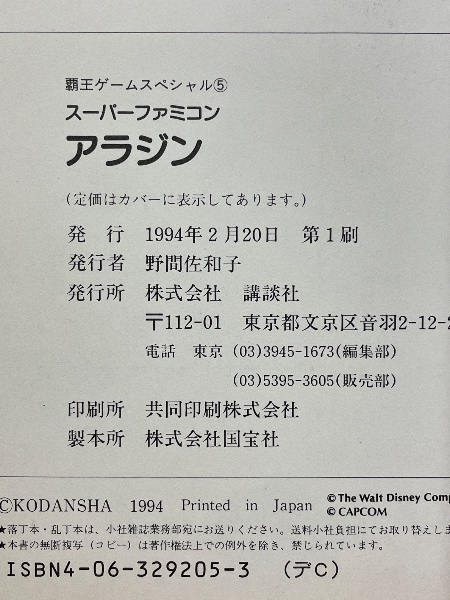 覇王ゲームスペシャル⑤
スーパーファミコン
アラジン
(定価はカバーに表示してあります。)
発 行 1994年2月20日 第1刷
発行者 野間佐和子
発行所 株式会社 講談社
〒112-01 東京都文京区音羽2-12-2
電話 東京 (03)3945-1673(編集部)
(03)5395-3605(販売部)
印刷所 共同印刷株式会社
製本所 株式会社国宝社
©KODANSHA 1994 Printed in Japan
© The Walt Disney Comp
© CAPCOM
★落丁本・乱丁本は、小社雑誌業務部宛にお送りください。送料小社負担にてお取り替えしま
★本書の無断複写(コピー)は著作権法上での例外を除き、禁じられています。
ISBN4-06-329205-3 (デC)